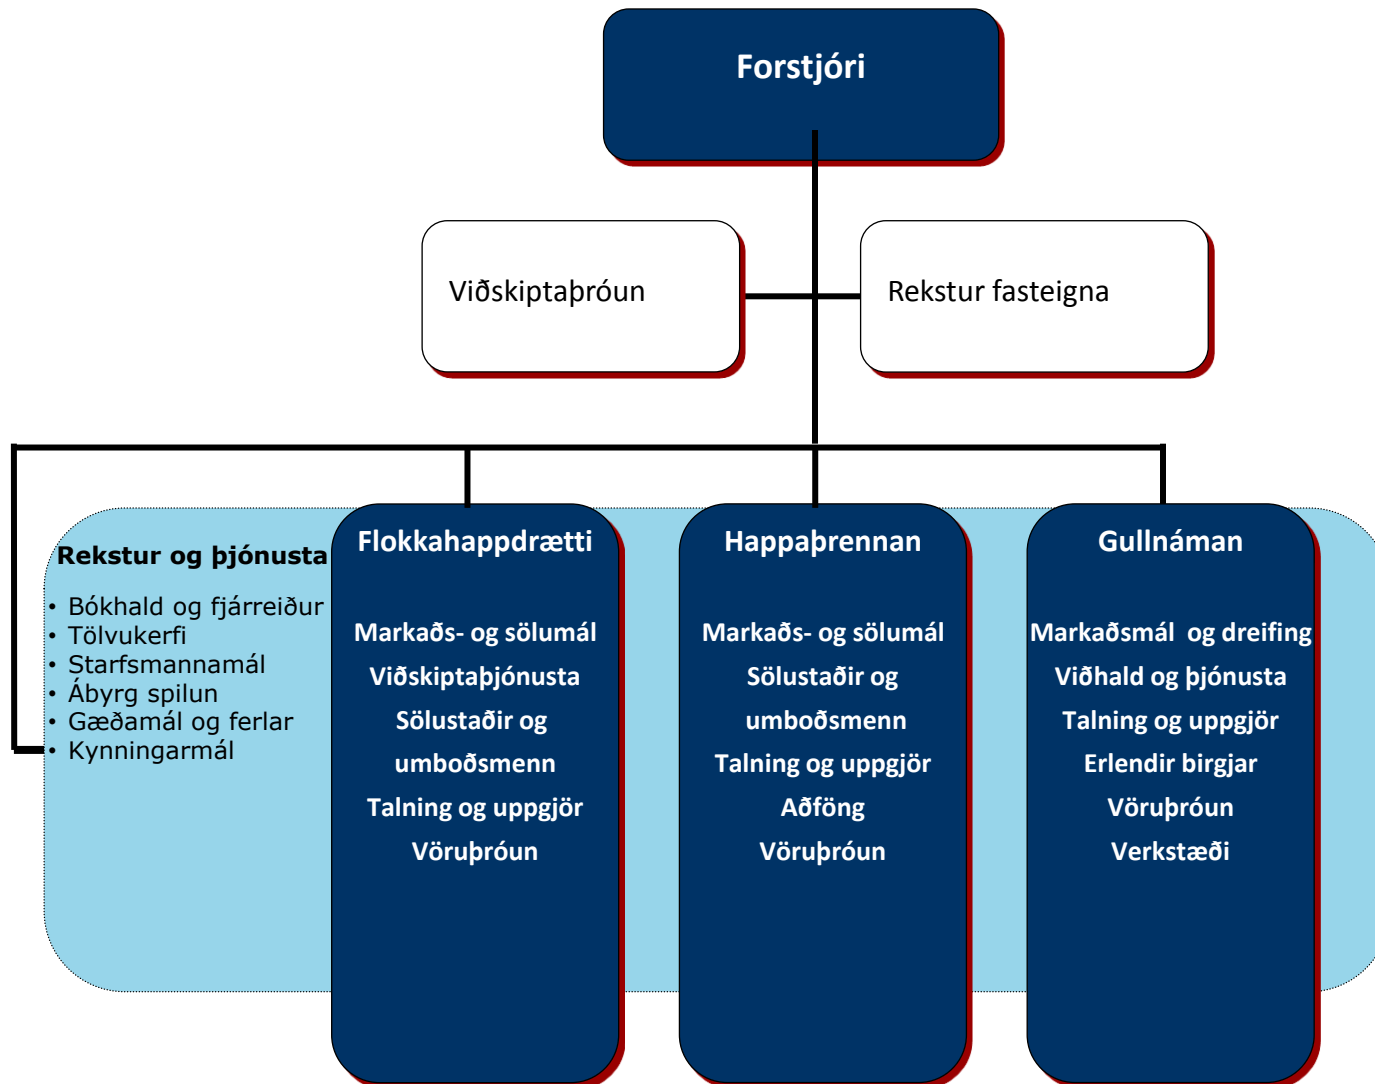 Forstjóri
Viðskiptaþróun
Rekstur fasteigna
Rekstur og þjónusta
• Bókhald og fjárreiður
• Tölvukerfi
• Starfsmannamál
• Ábyrg spilun
• Gæðamál og ferlar
• Kynningarmál
Flokkahappdrætti
Markaðs- og sölumál
Viðskiptaþjónusta
Sölustaðir og
umboðsmenn
Talning og uppgjör
Vöruþróun
Happaþrennan
Markaðs- og sölumál
Sölustaðir og
umboðsmenn
Talning og uppgjör
Aðföng
Vöruþróun
Gullnáman
Markaðsmál og dreifing
Viðhald og þjónusta
Talning og uppgjör
Erlendir birgjar
Vöruþróun
Verkstæði